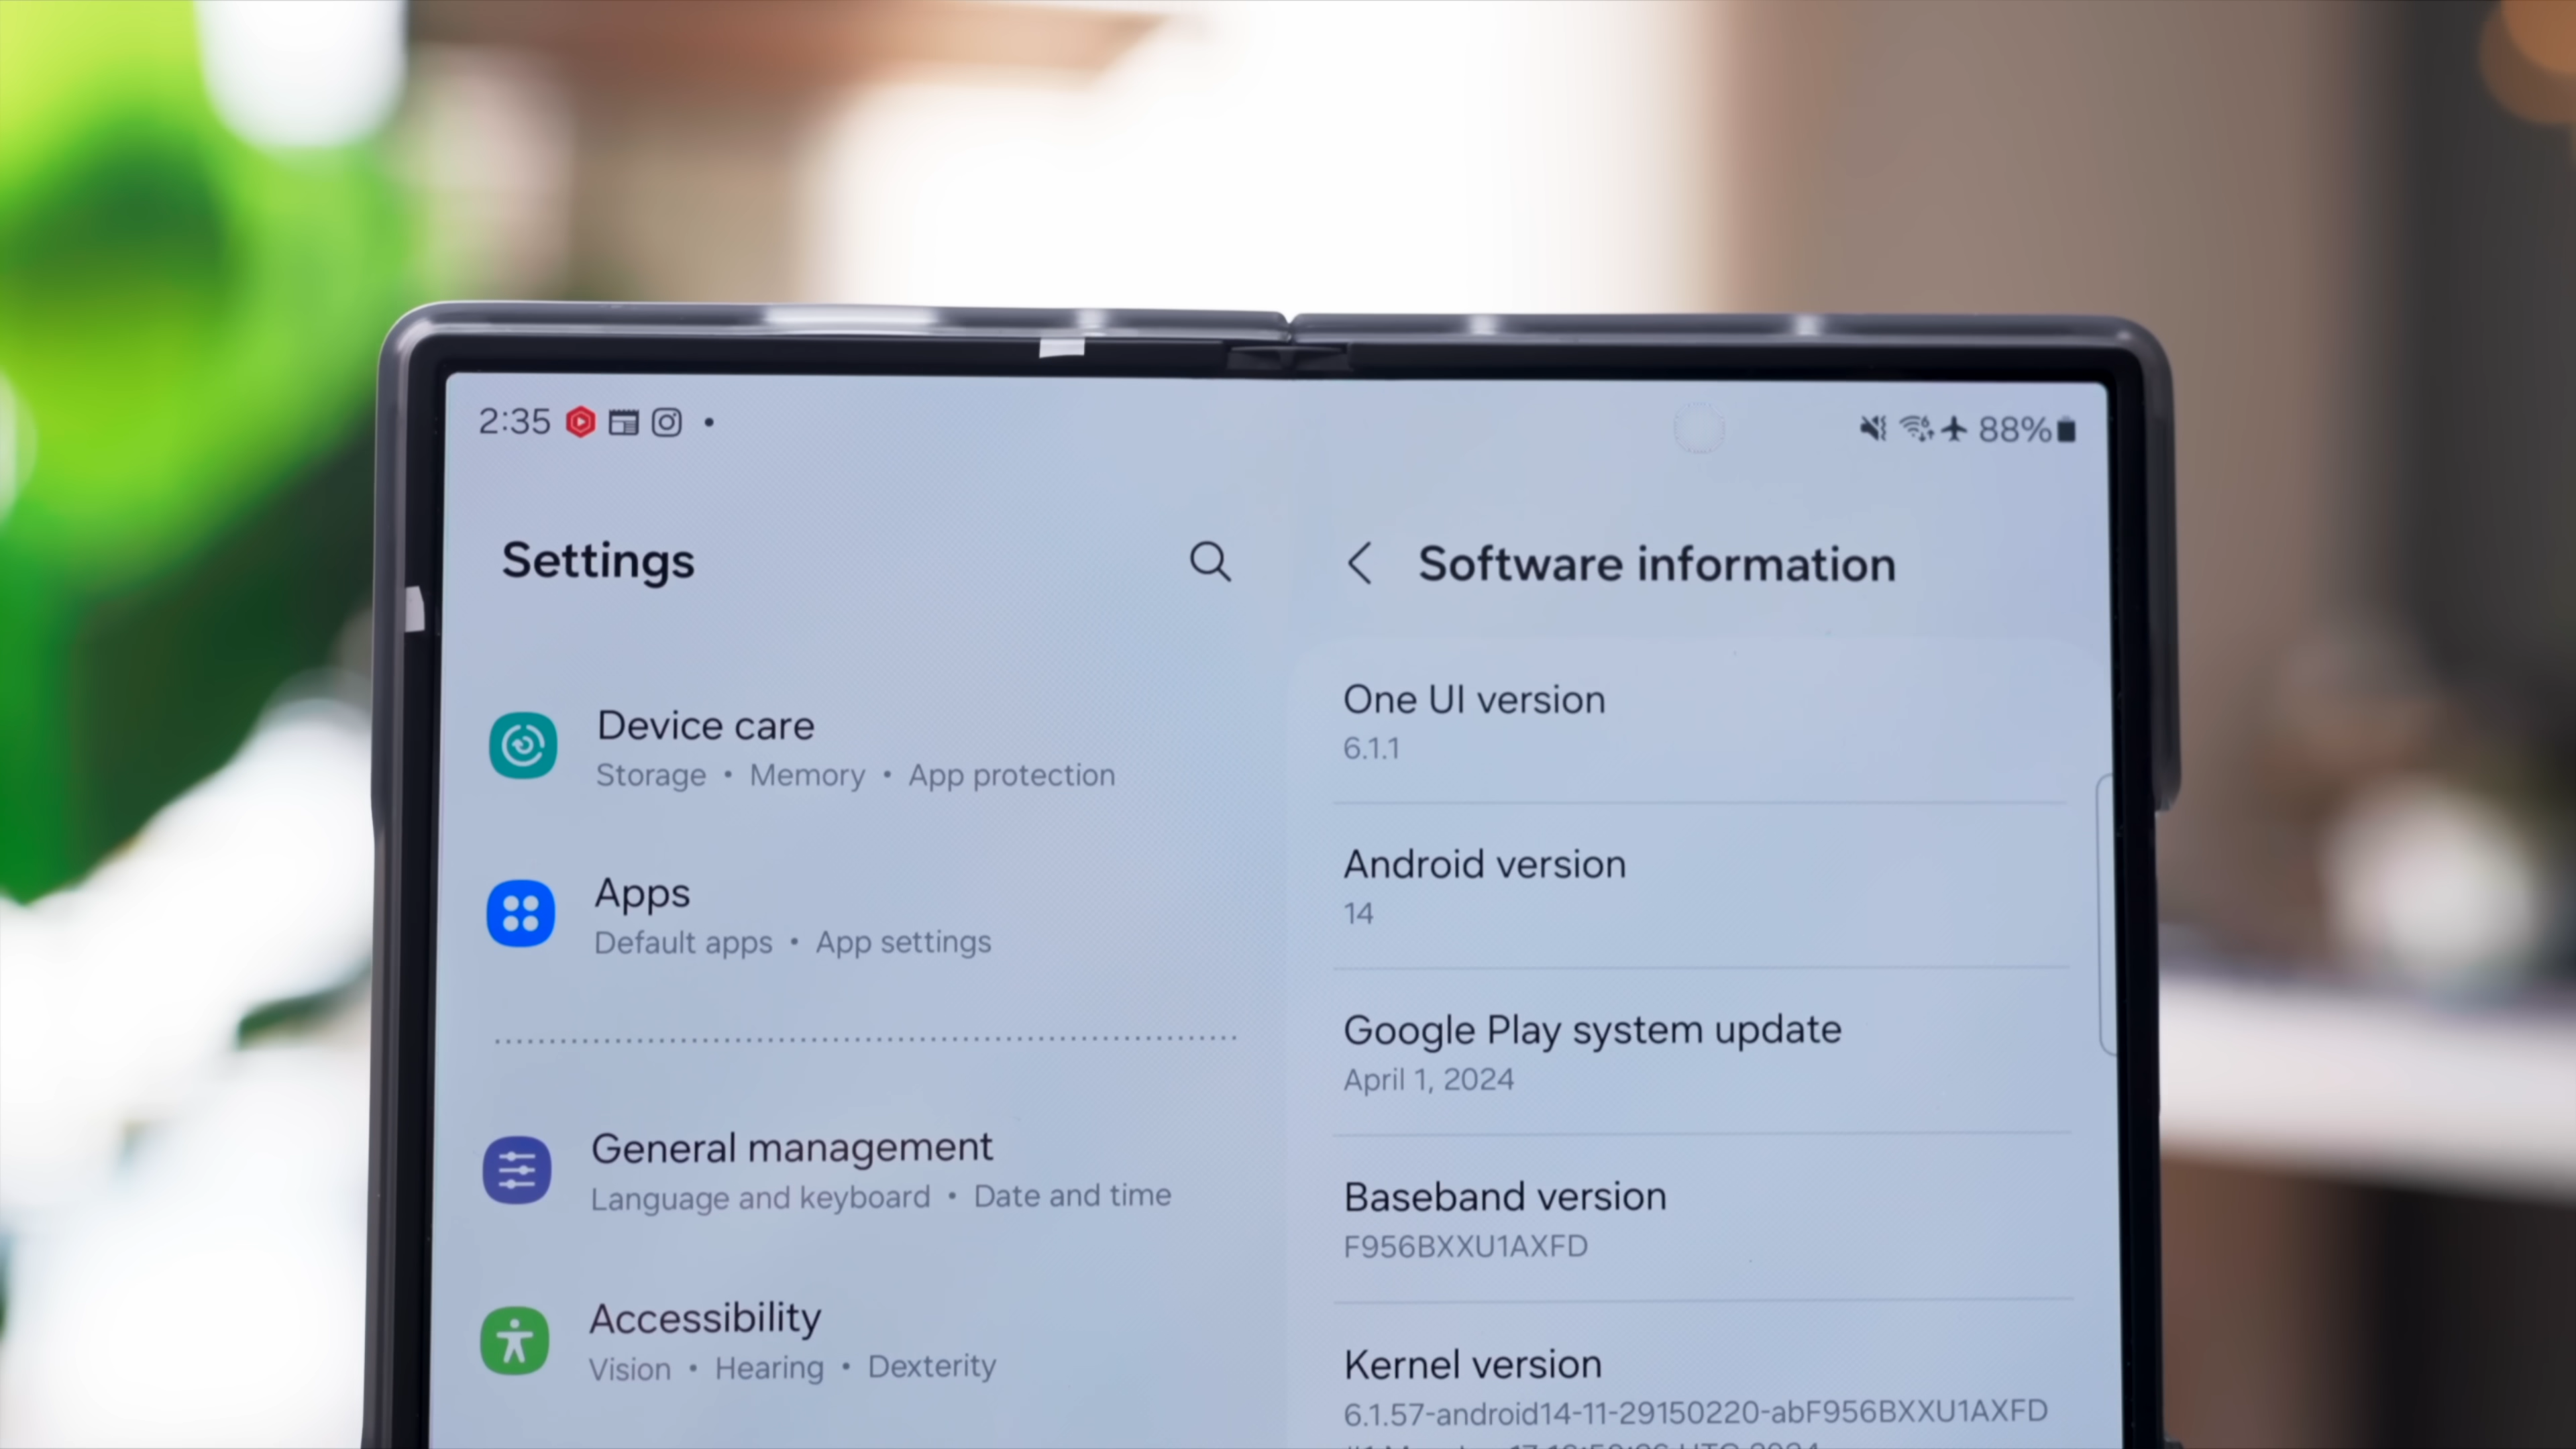 2:35
88%
Settings
Device care
Storage • Memory • App protection
Apps
Default apps • App settings
General management
Language and keyboard • Date and time
Accessibility
Vision • Hearing • Dexterity
Software information
One UI version
6.1.1
Android version
14
Google Play system update
April 1, 2024
Baseband version
F956BXXU1AXFD
Kernel version
6.1.57-android14-11-29150220-abF956BXXU1AXFD